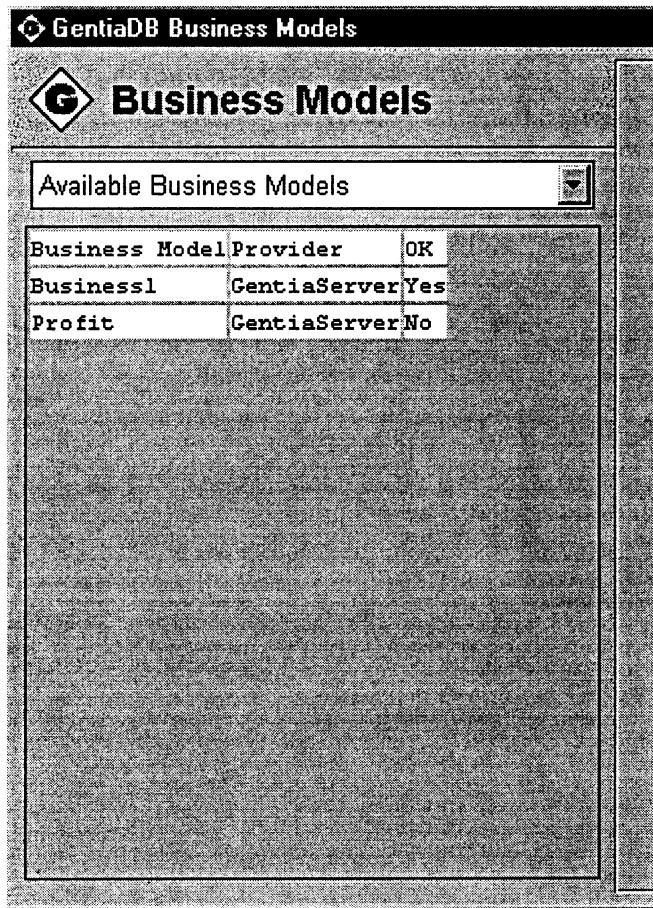 GentiaDB Business Models
G Business Models
Available Business Models
Business Model Provider OK
Business1 GentiaServer Yes
Profit GentiaServer No